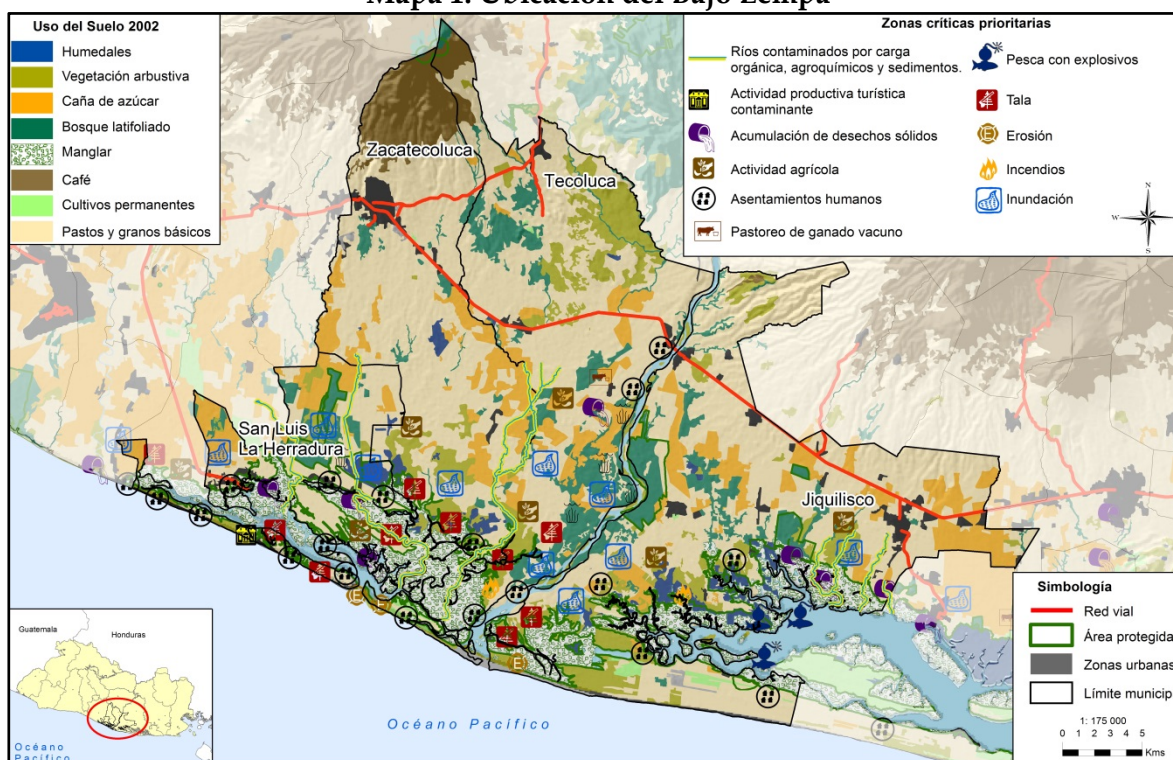 Mapa 1. Ubicación del Bajo Lempa
Uso del Suelo 2002
Humedales
Vegetación arbustiva
Caña de azúcar
Bosque latifoliado
Manglar
Café
Cultivos permanentes
Pastos y granos básicos
Zonas críticas prioritarias
Ríos contaminados por carga
orgánica, agroquímicos y sedimentos.
Actividad productiva turística
contaminante
Acumulación de desechos sólidos
Actividad agrícola
Asentamientos humanos
Pastoreo de ganado vacuno
Pesca con explosivos
Tala
E
Erosión
Incendios
Inundación
N
W
E
S
Zacatecoluca
Tecoluca
San Luis
La Herradura
Jiquilisco
E
E
E
Océano Pacífico
Guatemala
Honduras
Océano
Pacífico
Simbología
Red vial
Área protegida
Zonas urbanas
Límite municip
1: 175 000
0 1 2 3 4 5
Kms